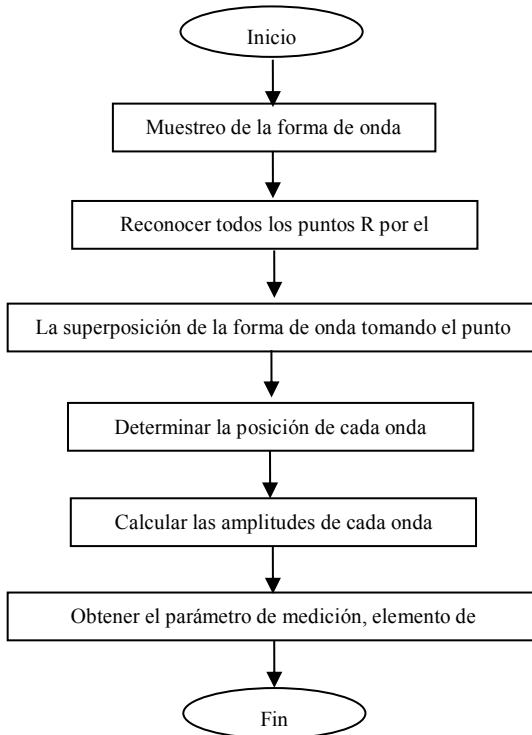 Inicio
Muestreo de la forma de onda
Reconocer todos los puntos R por el
La superposición de la forma de onda tomando el punto
Determinar la posición de cada onda
Calcular las amplitudes de cada onda
Obtener el parámetro de medición, elemento de
Fin